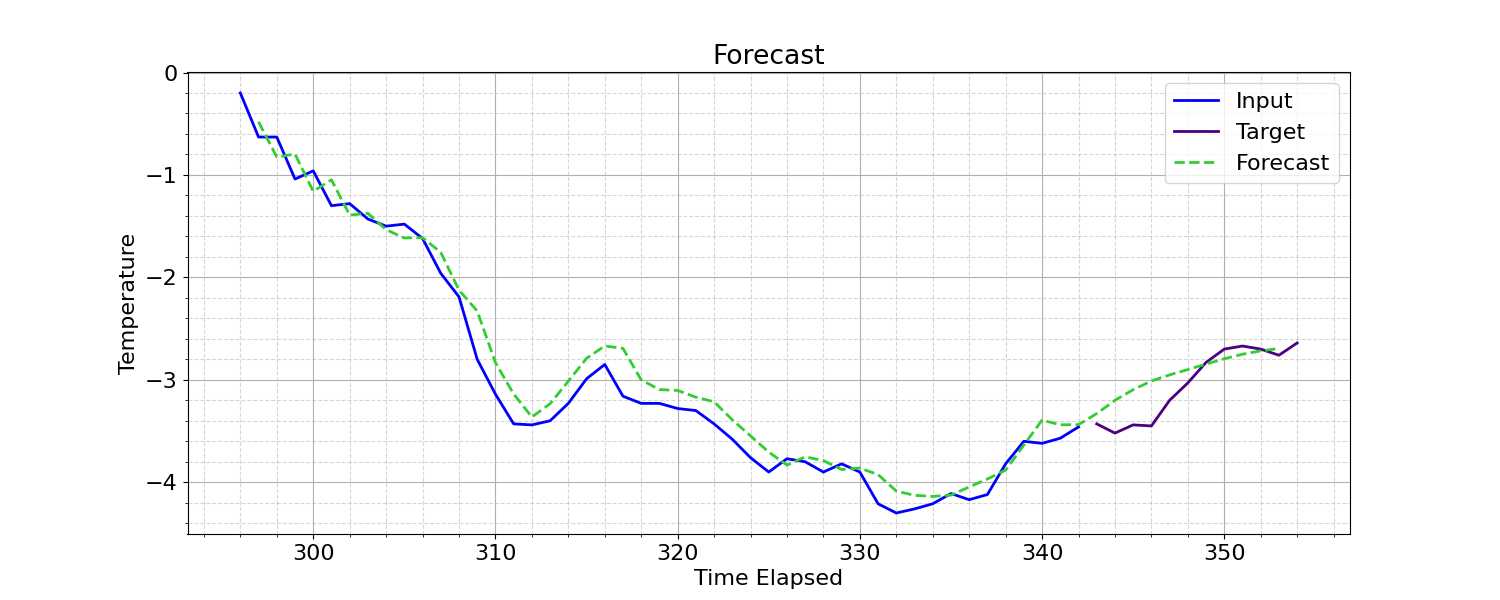 Forecast
0
−1
−2
−3
−4
Temperature
300 310 320 330 340 350
Time Elapsed
Input
Target
Forecast